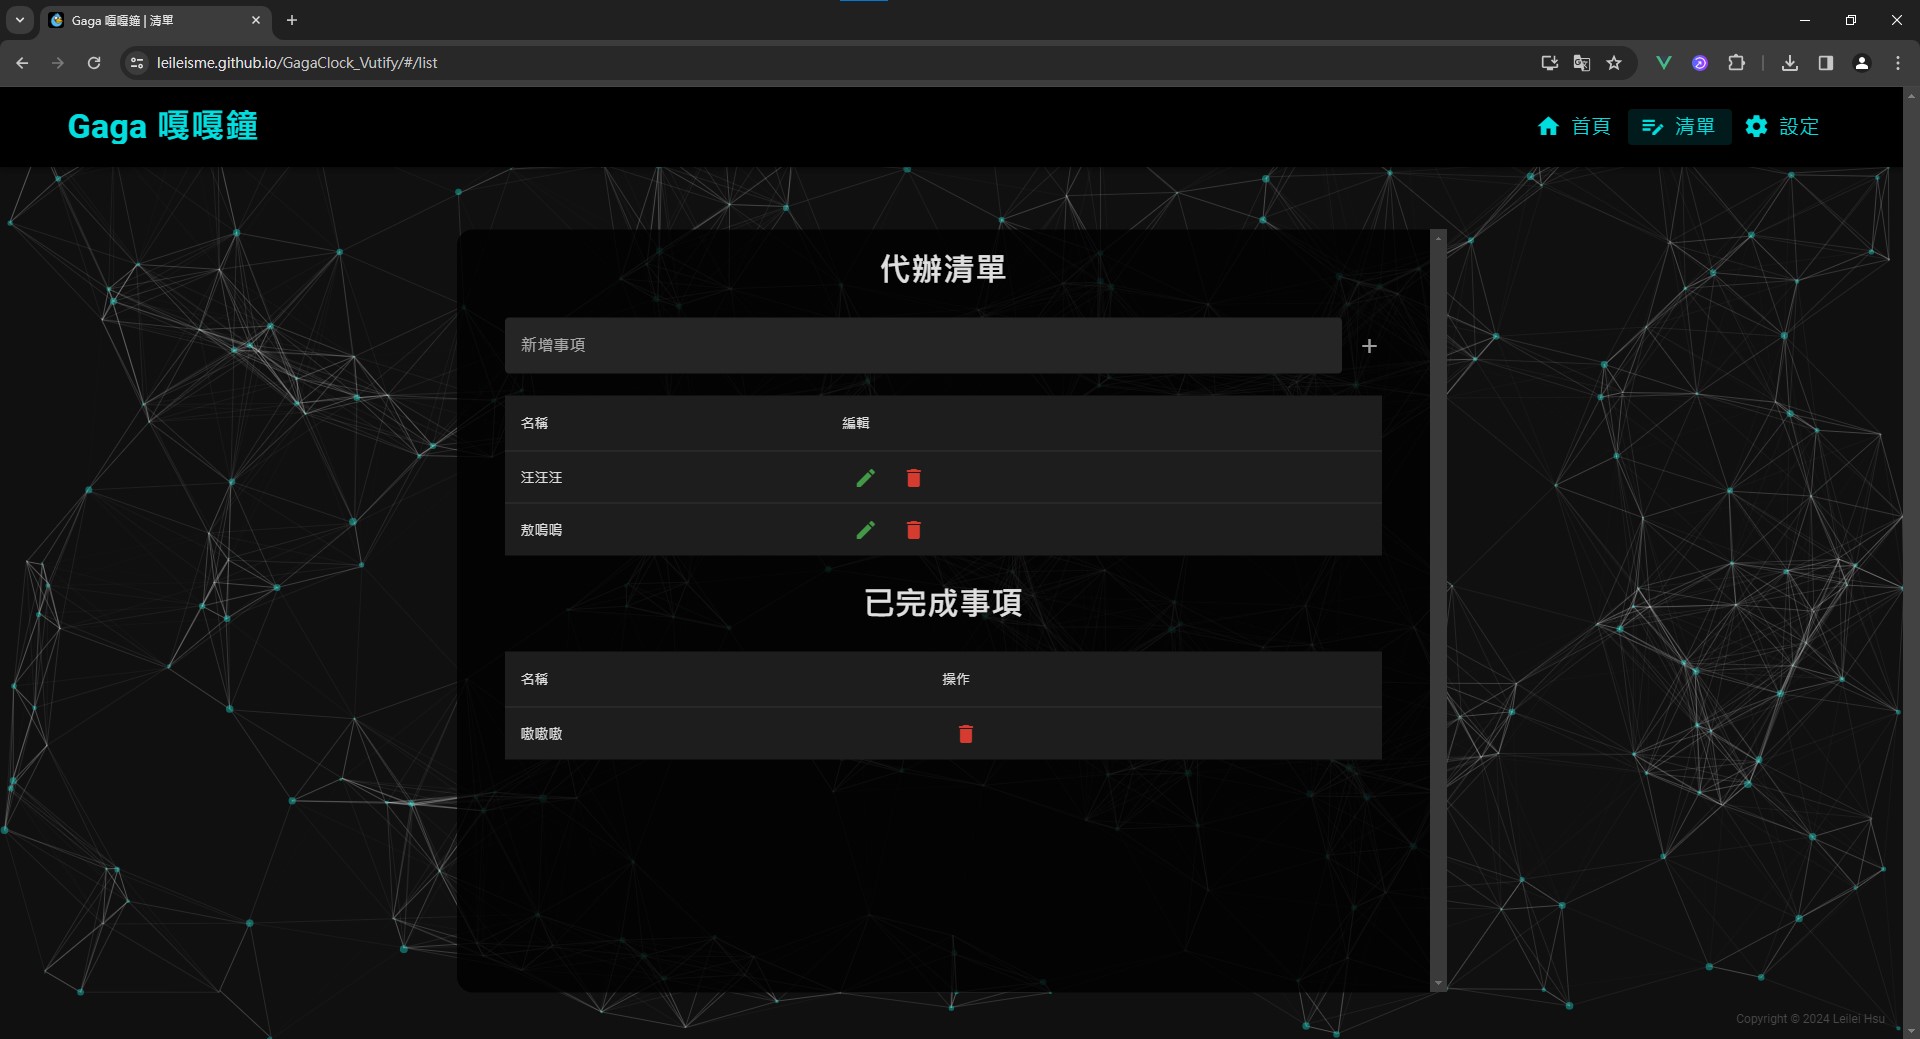 Gaga 嘎嘎鐘 | 清單
leileisme.github.io/GagaClock_Vutify/#/list
Gaga 嘎嘎鐘
首頁
清單
設定
代辦清單
新增事項
名稱 編輯
汪汪汪
敖嗚嗚
已完成事項
名稱 操作
嗷嗷嗷
Copyright © 2024 Leilei Hsu